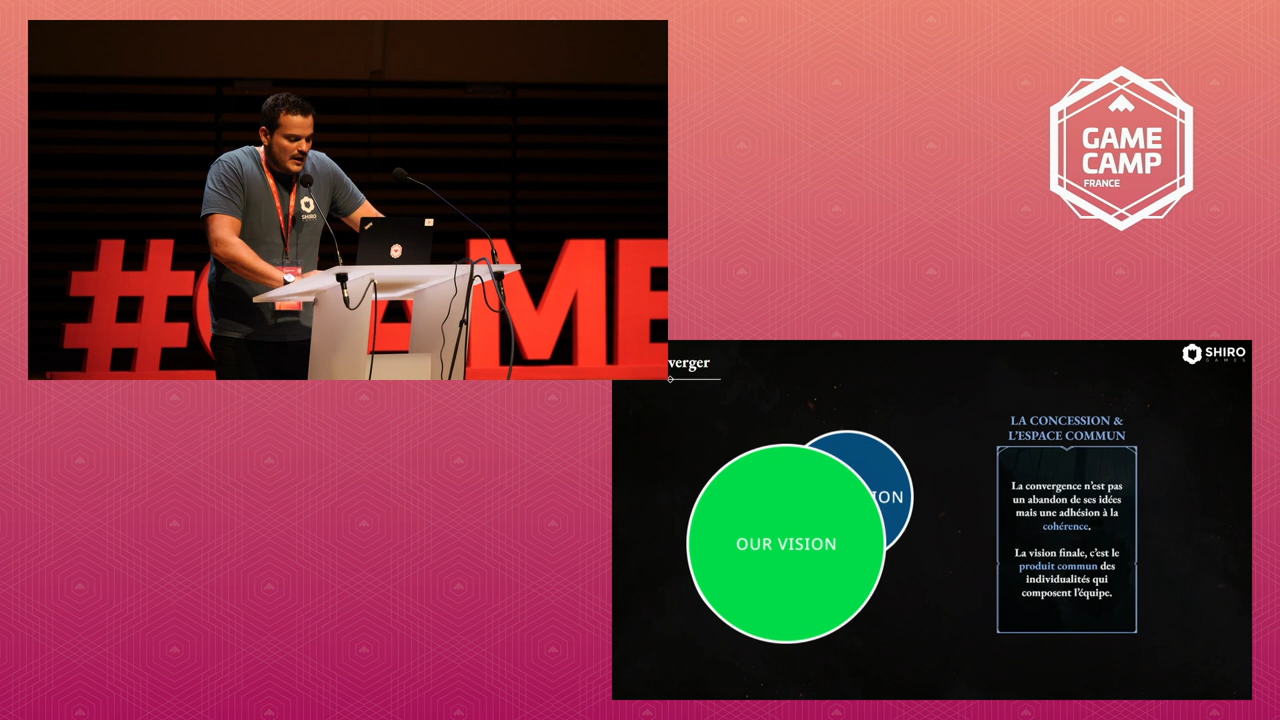 GAME
CAMP
FRANCE
SHIRO
#GAME
verger
SHIRO
GAMES
ION
OUR VISION
LA CONCESSION &
L'ESPACE COMMUN
La convergence n'est pas
un abandon de ses idées
mais une adhésion à la
cohérence.
La vision finale, c'est le
produit commun des
individualités qui
composent l'équipe.